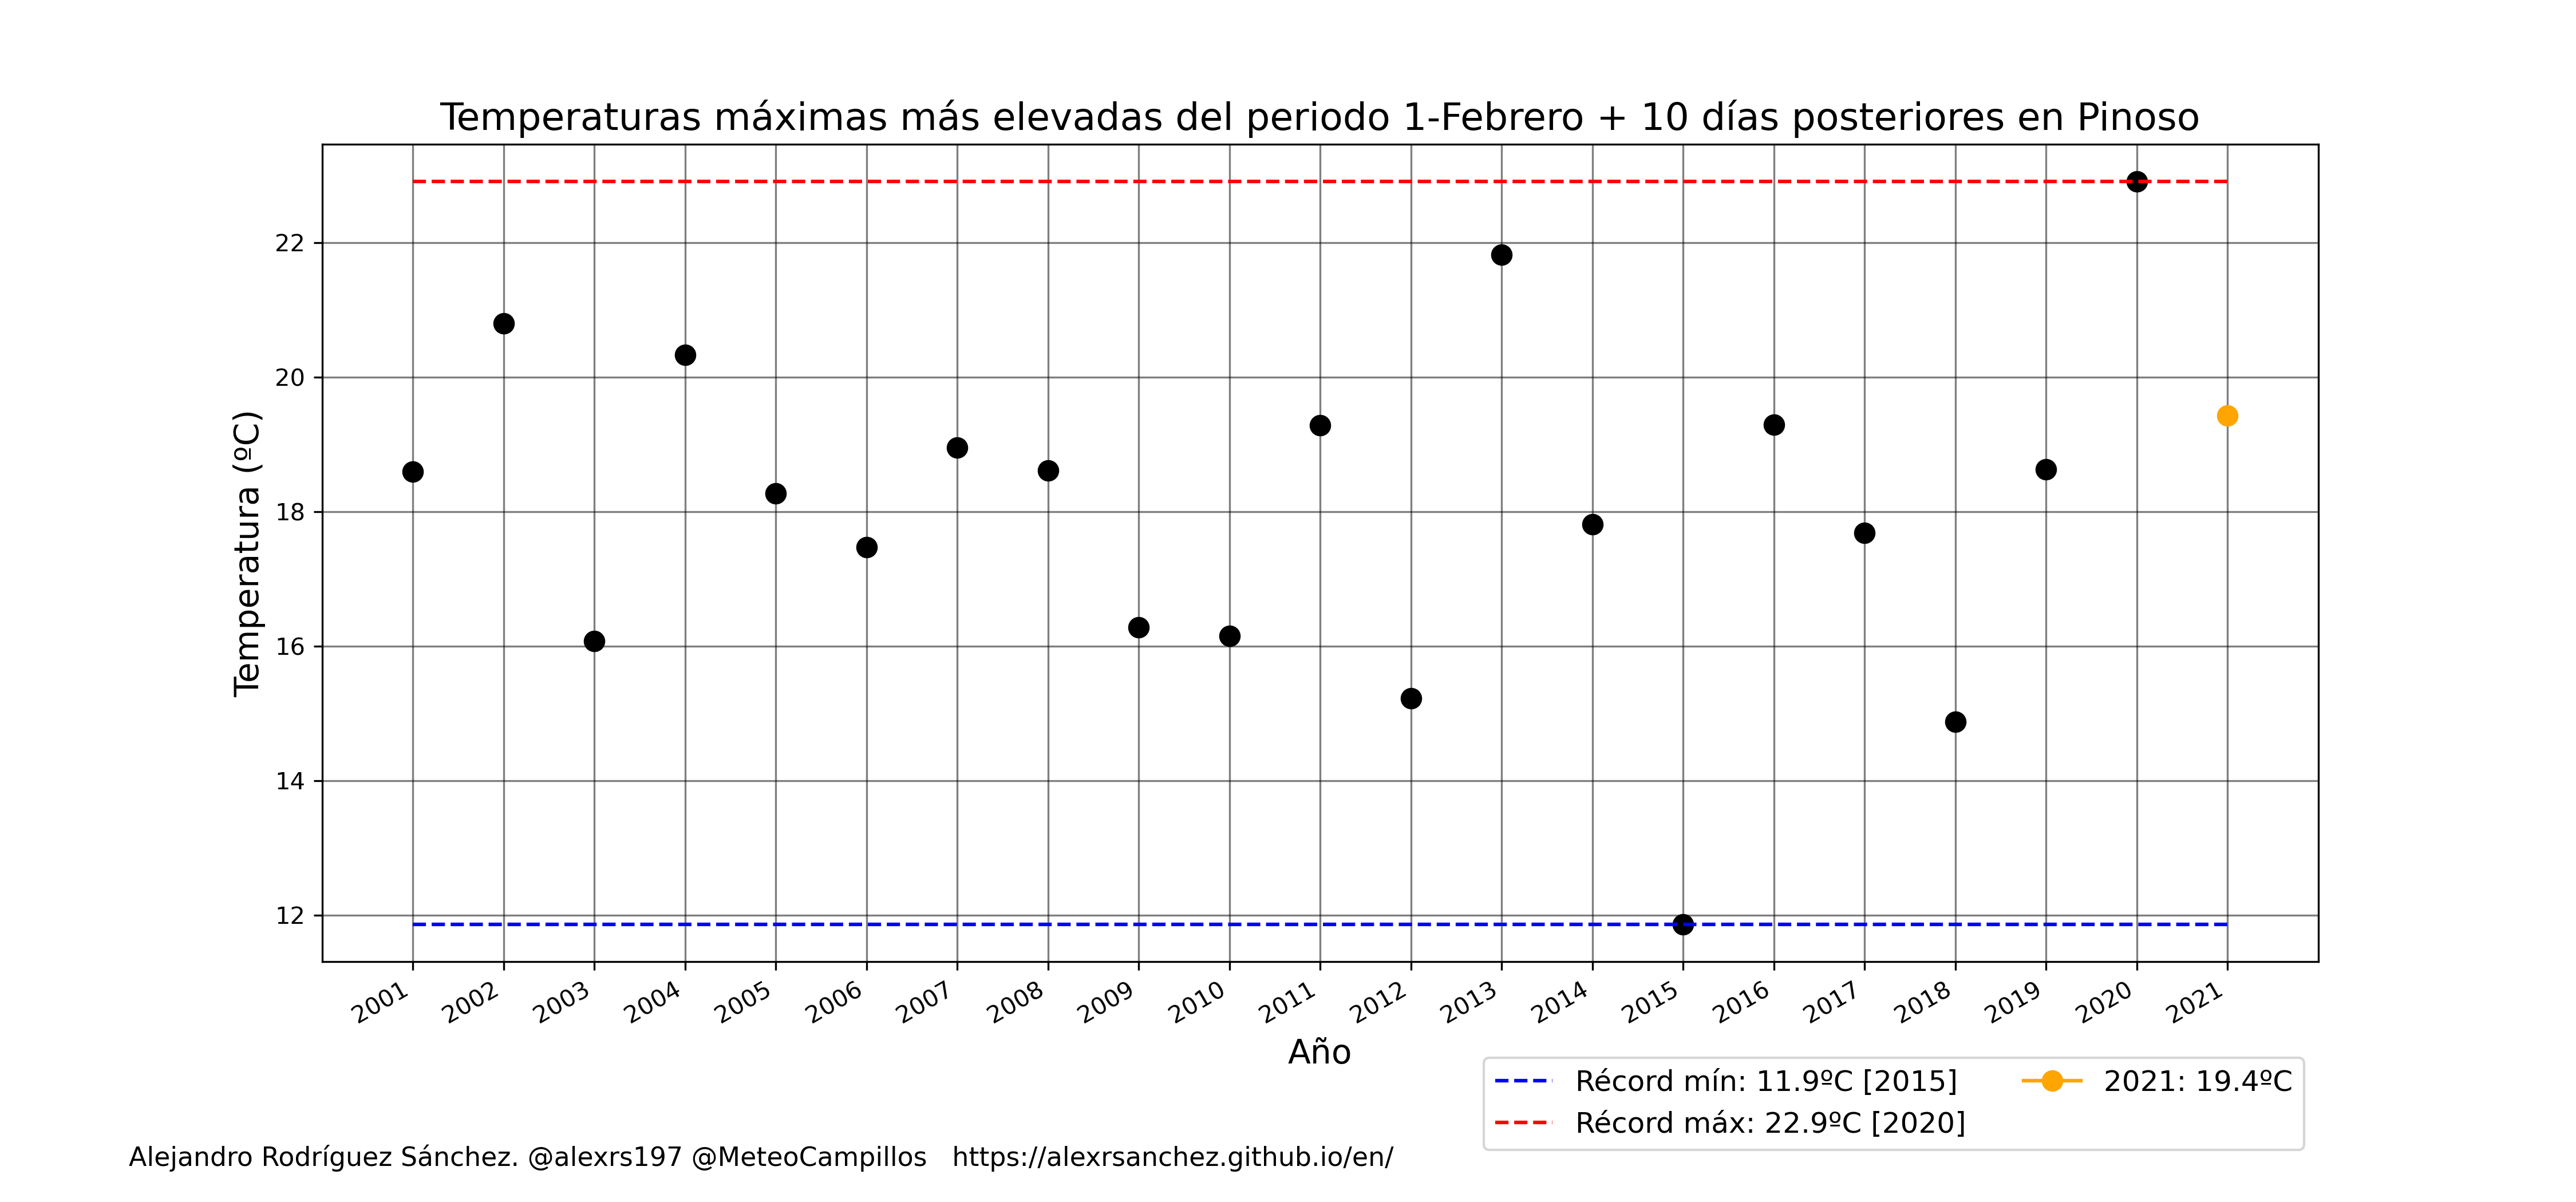 Temperaturas máximas más elevadas del periodo 1-Febrero + 10 días posteriores en Pinoso
Temperatura (ºC)
22
20
18
16
14
12
2001 2002 2003 2004 2005 2006 2007 2008 2009 2010 2011 2012 2013 2014 2015 2016 2017 2018 2019 2020 2021
Año
Récord mín: 11.9ºC [2015]
Récord máx: 22.9ºC [2020]
2021: 19.4ºC
Alejandro Rodríguez Sánchez. @alexrs197 @MeteoCampillos https://alexrsanchez.github.io/en/